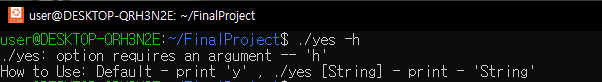 user@DESKTOP-QRH3N2E: ~/FinalProject
user@DESKTOP-QRH3N2E:~/FinalProject$ ./yes -h
./yes: option requires an argument -- 'h'
How to Use: Default - print 'y' , ./yes [String] - print - 'String'